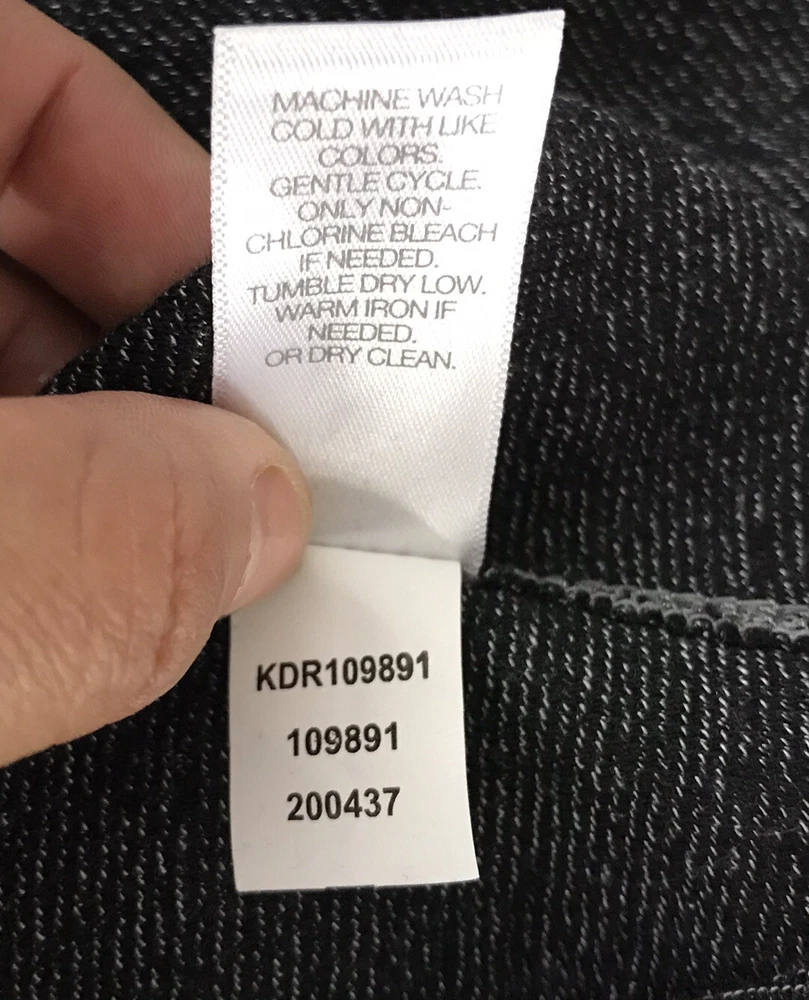 MACHINE WASH
COLD WITH LIKE
COLORS.
GENTLE CYCLE.
ONLY NON-
CHLORINE BLEACH
IF NEEDED.
TUMBLE DRY LOW.
WARM IRON IF
NEEDED.
OR DRY CLEAN.
KDR109891
109891
200437